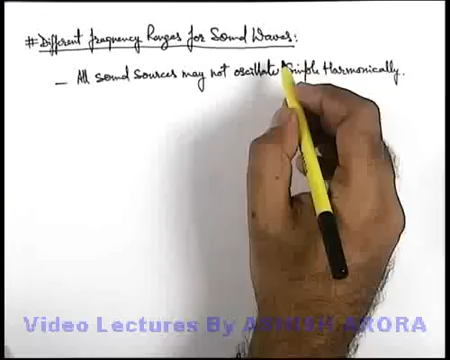 # Different frequency Ranges for Sound Waves:
— All sound sources may not oscillate Simple Harmonically.
Video Lectures By ASHISH ARORA